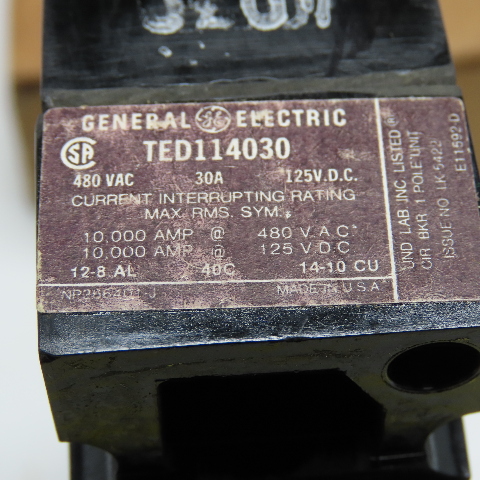 GENERAL GE ELECTRIC
SA TED114030
480 VAC 30A 125V.D.C.
CURRENT INTERRUPTING RATING
MAX. RMS. SYM.
10,000 AMP @ 480 V.A.C*
10,000 AMP @ 125 V D C
12-8 AL 40C 14-10 CU
MADE IN U.S.A
UND LAB INC. LISTED
CIR BKR 1 POLE UNIT
ISSUE NO LK-5422
E11592-D